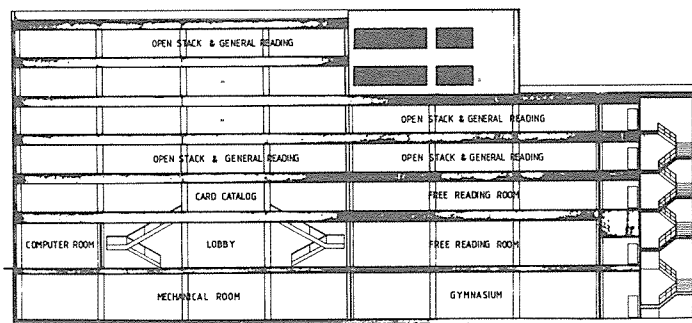 OPEN STACK & GENERAL READING
"
"
OPEN STACK & GENERAL READING
OPEN STACK & GENERAL READING
OPEN STACK & GENERAL READING
CARD CATALOG
FREE READING ROOM
COMPUTER ROOM
LOBBY
FREE READING ROOM
MECHANICAL ROOM
GYMNASIUM